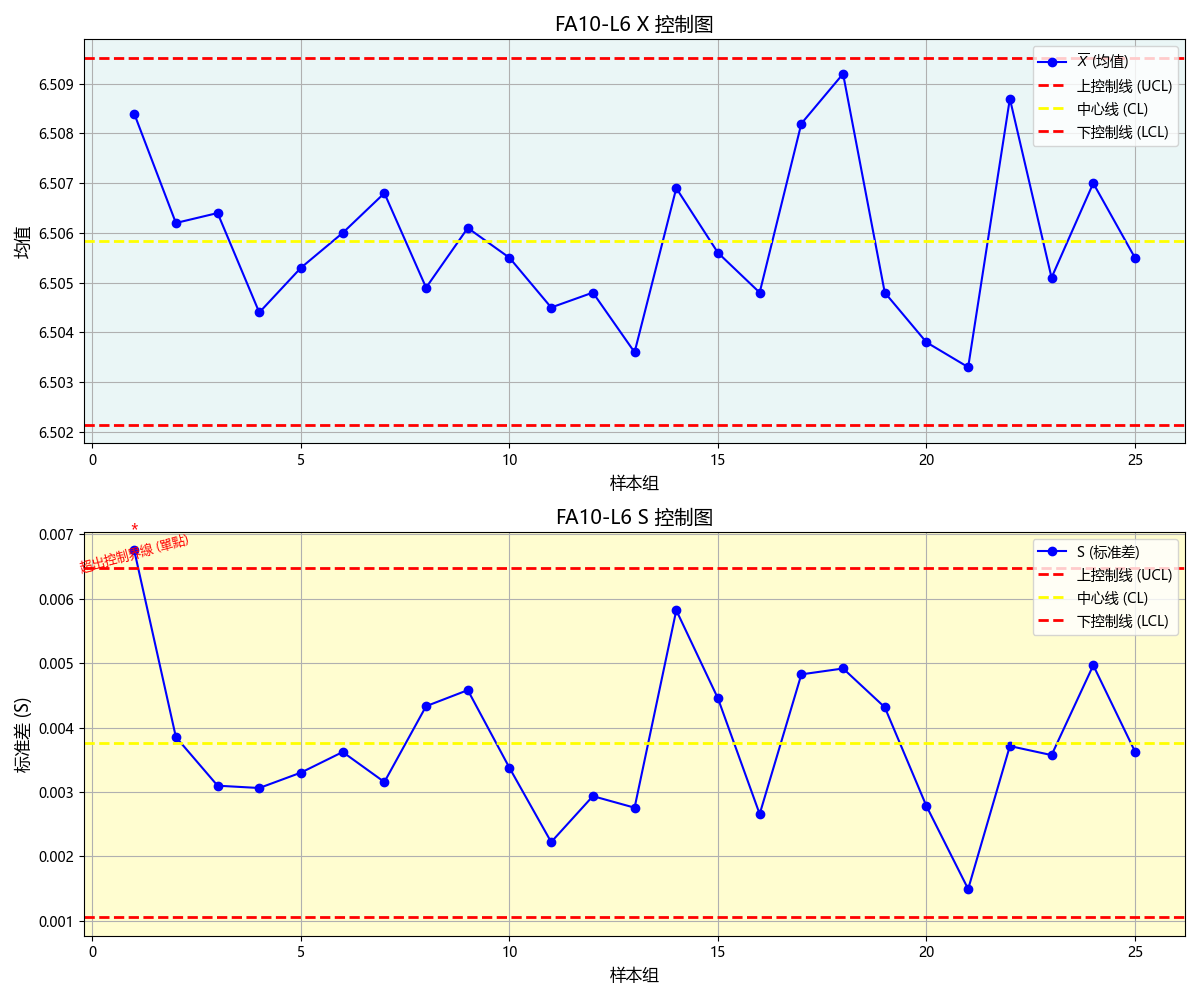 FA10-L6 X 控制图
均值
6.509
6.508
6.507
6.506
6.505
6.504
6.503
6.502
X̅ (均值)
上控制线 (UCL)
中心线 (CL)
下控制线 (LCL)
0 5 10 15 20 25
样本组
FA10-L6 S 控制图
标准差 (S)
0.007
0.006
0.005
0.004
0.003
0.002
0.001
*
超出控制界線 (單點)
S (标准差)
上控制线 (UCL)
中心线 (CL)
下控制线 (LCL)
0 5 10 15 20 25
样本组